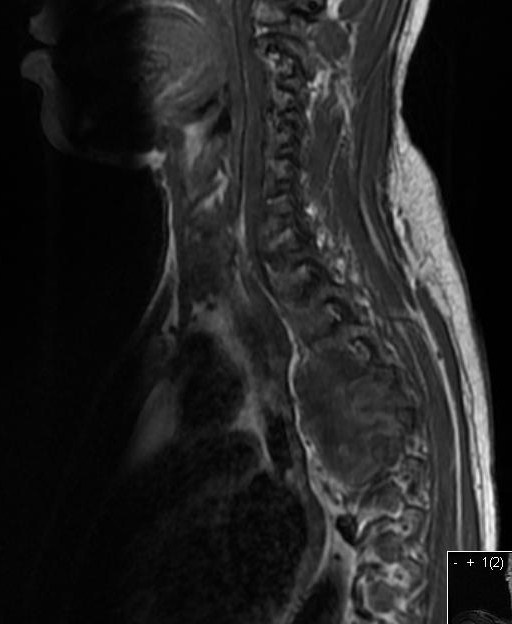 - + 1(2)